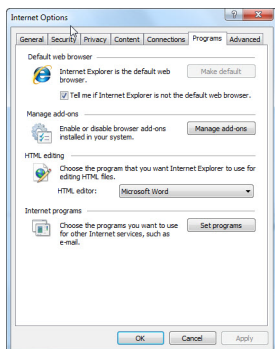 Internet Options
General Security Privacy Content Connections Programs Advanced
Default web browser
Internet Explorer is the default web
browser.
Make default
Tell me if Internet Explorer is not the default web browser.
Manage add-ons
Enable or disable browser add-ons
installed in your system.
Manage add-ons
HTML editing
Choose the program that you want Internet Explorer to use for
editing HTML files.
HTML editor: Microsoft Word
Internet programs
Choose the programs you want to use
for other Internet services, such as
e-mail.
Set programs
OK Cancel Apply